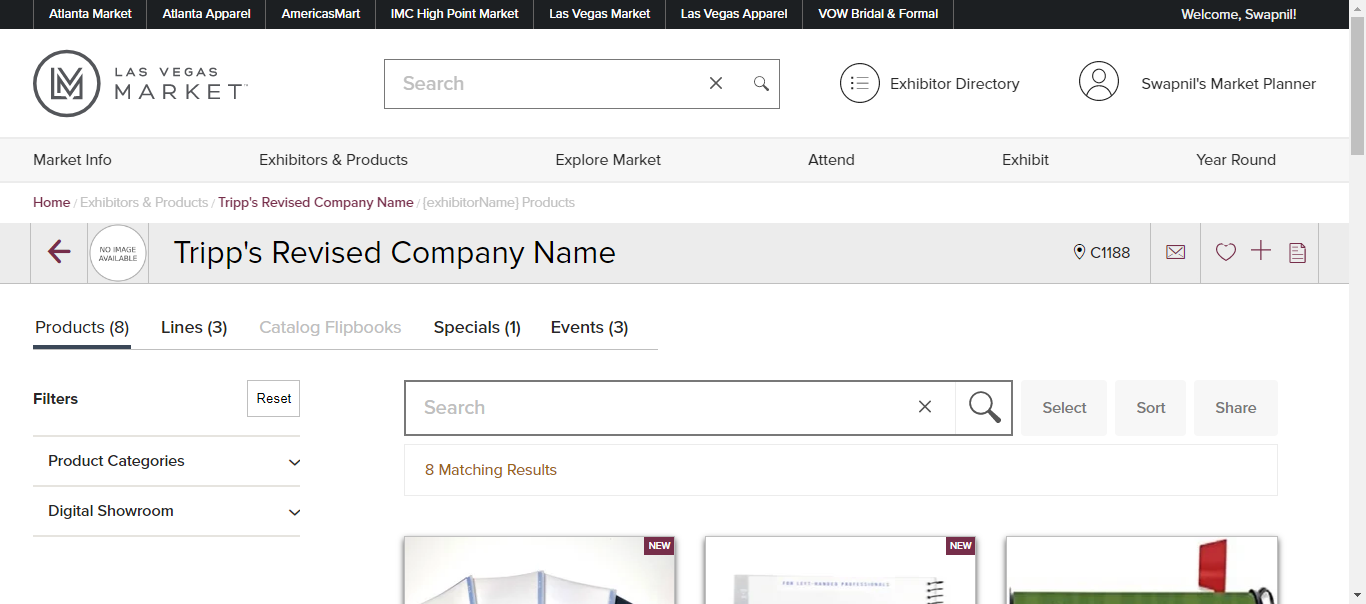 Atlanta Market Atlanta Apparel AmericasMart IMC High Point Market Las Vegas Market Las Vegas Apparel VOW Bridal & Formal Welcome, Swapnil!
LAS VEGAS
MARKET
Search
Exhibitor Directory
Swapnil's Market Planner
Market Info Exhibitors & Products Explore Market Attend Exhibit Year Round
Home / Exhibitors & Products / Tripp's Revised Company Name / {exhibitorName} Products
NO IMAGE
AVAILABLE
Tripp's Revised Company Name
C1188
Products (8) Lines (3) Catalog Flipbooks Specials (1) Events (3)
Filters
Reset
Search
Select Sort Share
Product Categories
8 Matching Results
Digital Showroom
NEW
NEW
FOR LEFT-HANDED PROFESSIONALS